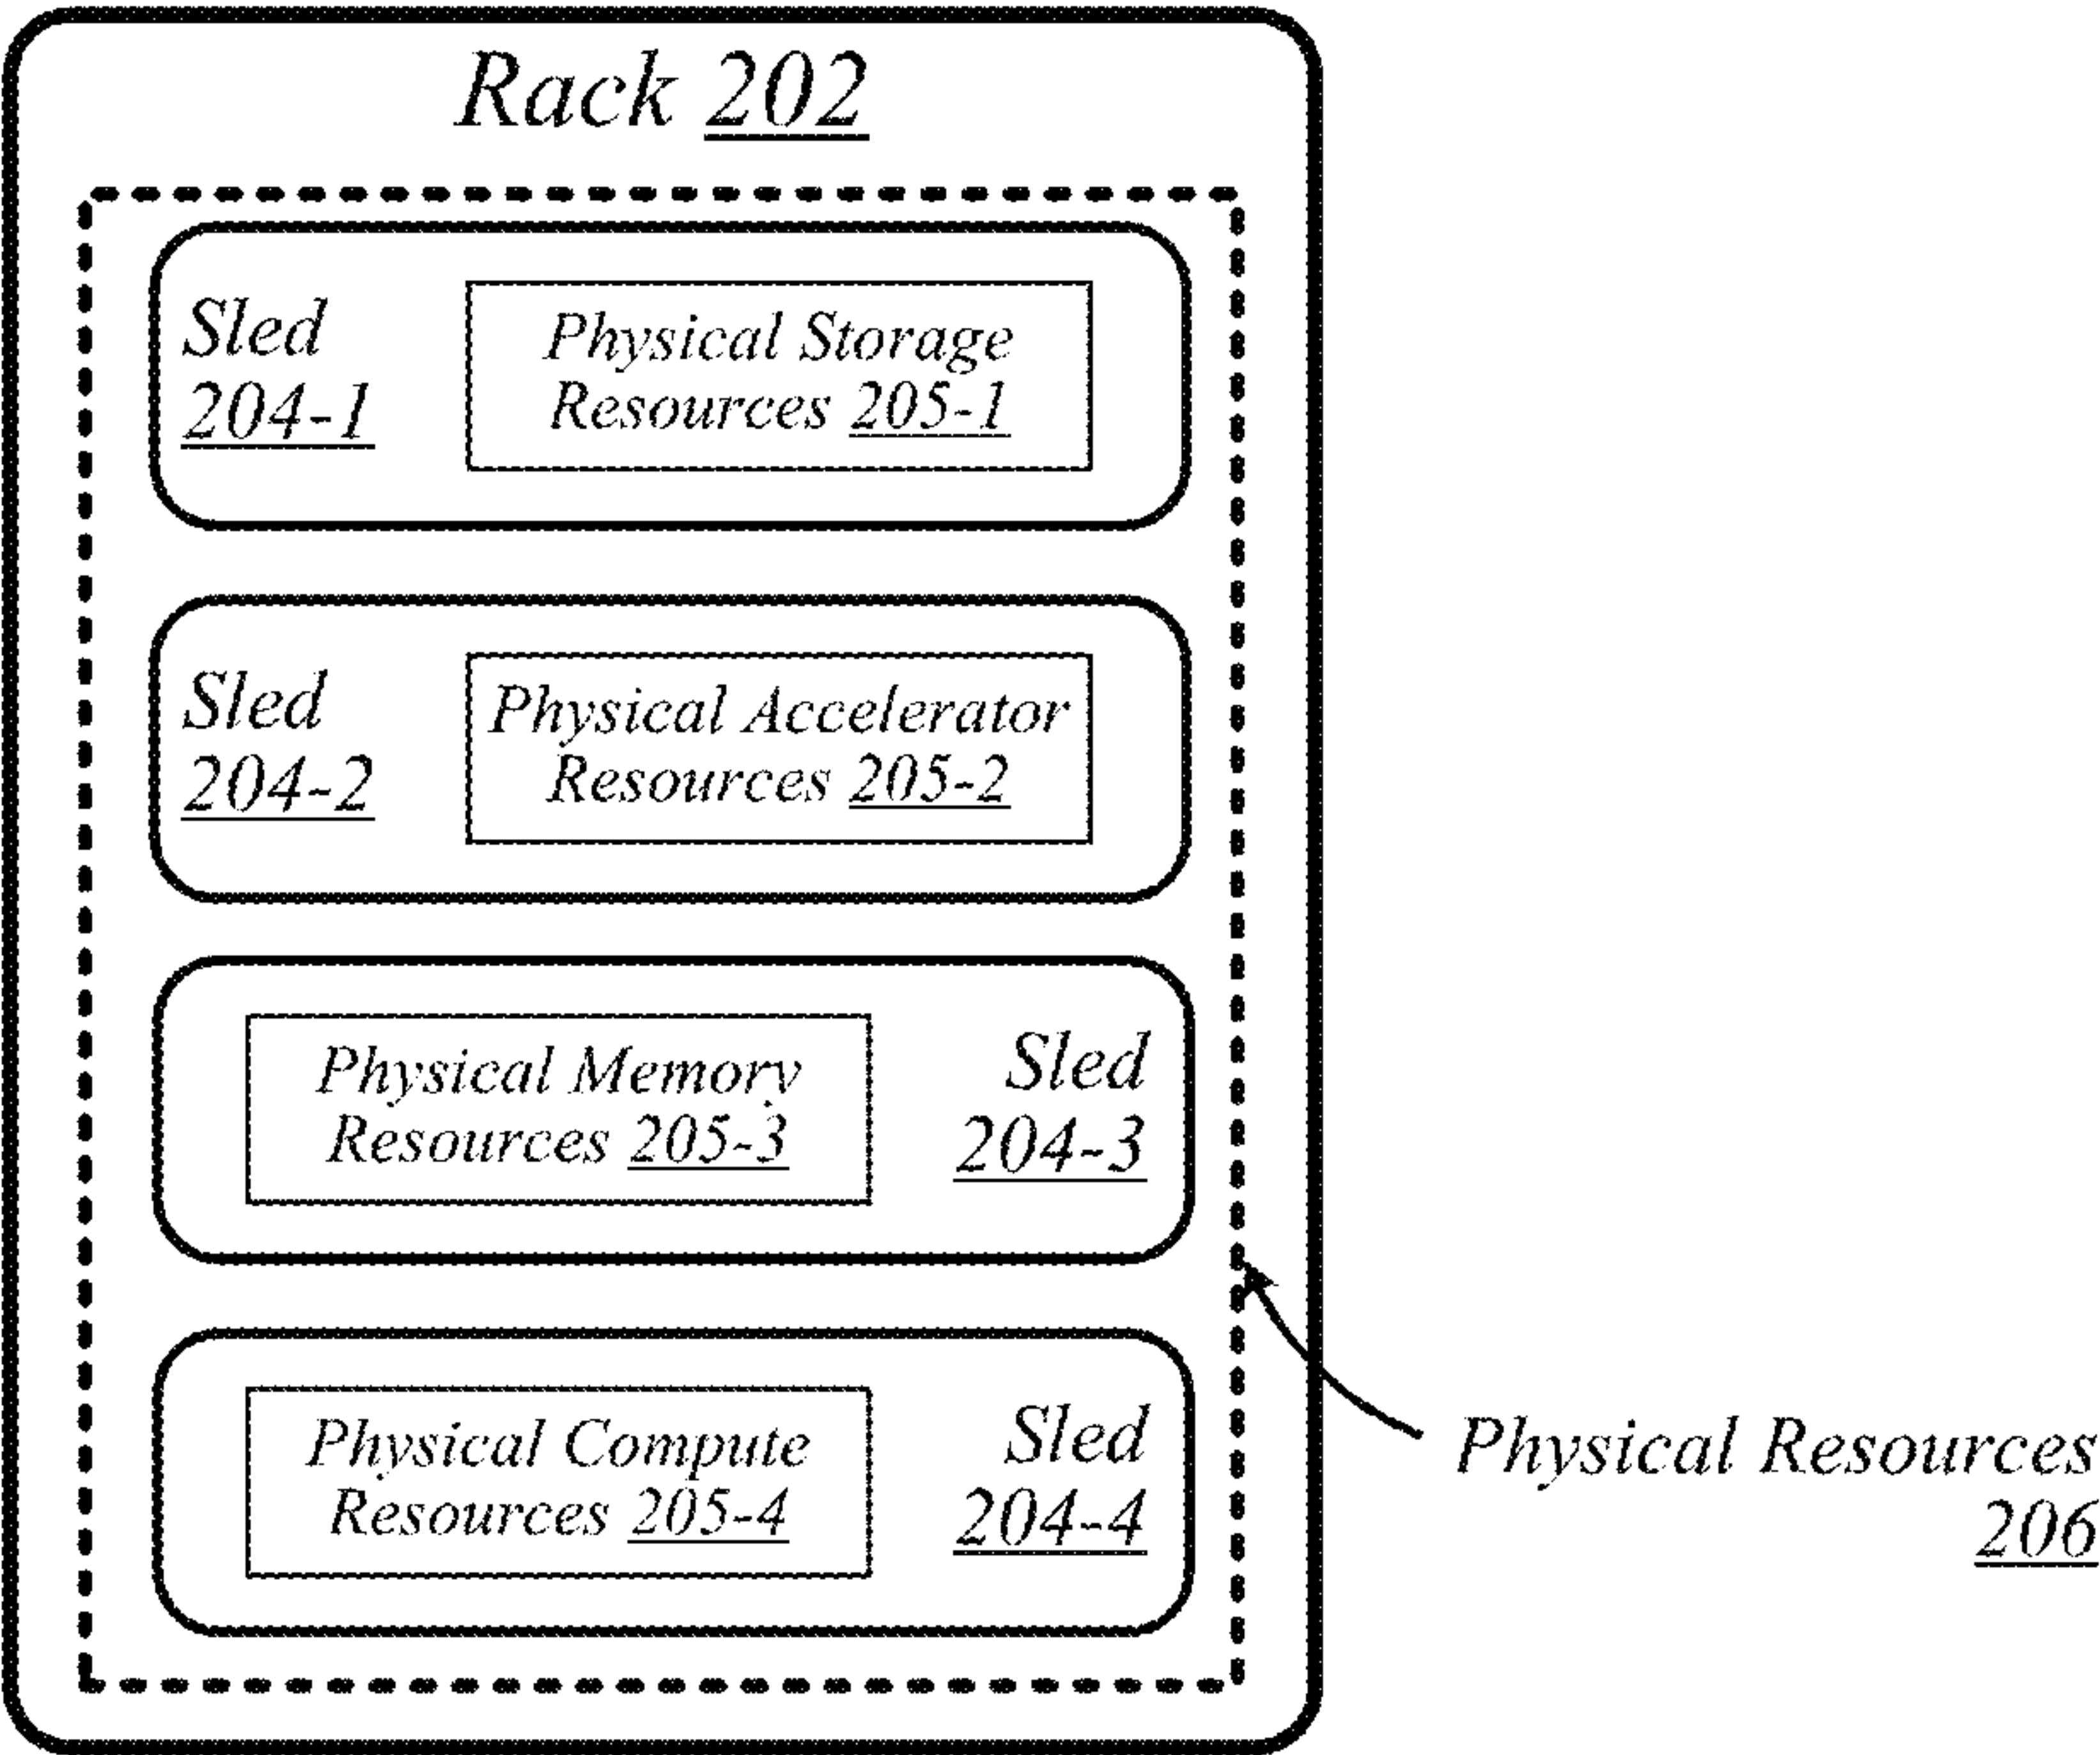 Rack 202
Sled
204-1
Physical Storage
Resources 205-1
Sled
204-2
Physical Accelerator
Resources 205-2
Physical Memory
Resources 205-3
Sled
204-3
Physical Compute
Resources 205-4
Sled
204-4
Physical Resources
206